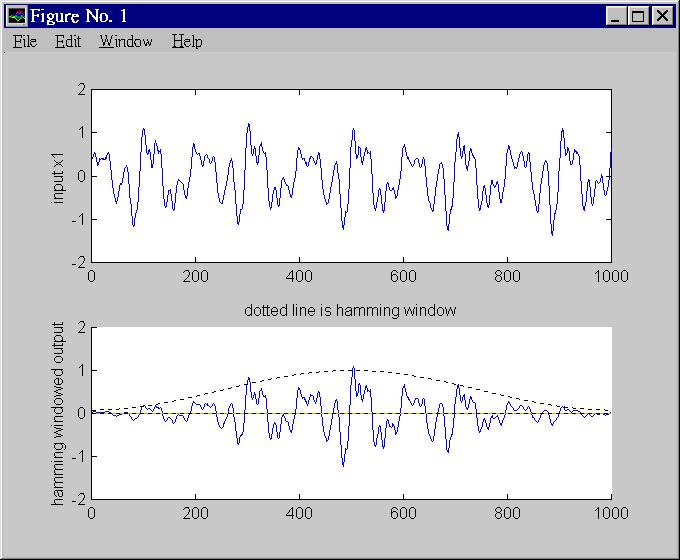 Figure No. 1
File Edit Window Help
2
1
0
-1
-2
input x1
0 200 400 600 800 1000
dotted line is hamming window
2
1
0
-1
-2
hamming windowed output
0 200 400 600 800 1000